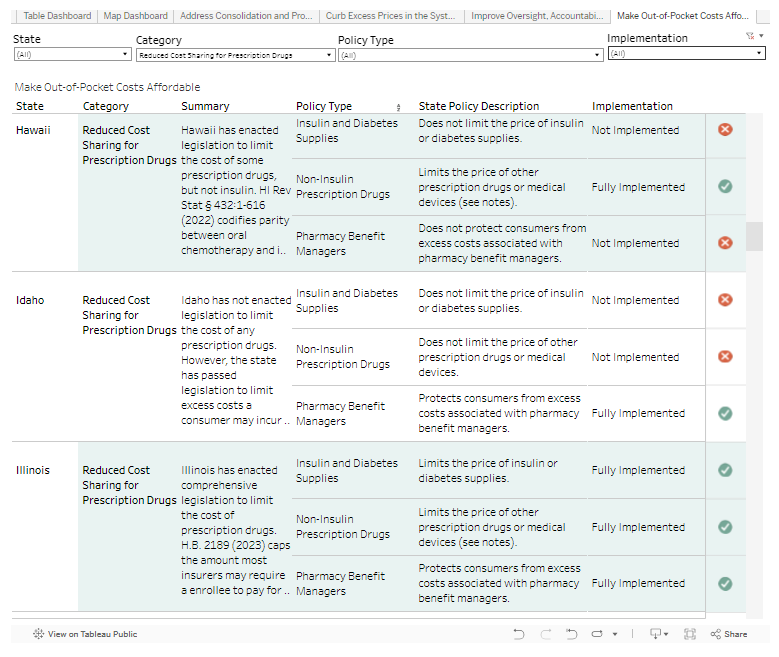 Table Dashboard Map Dashboard Address Consolidation and Pro... Curb Excess Prices in the Syst... Improve Oversight, Accountabi... Make Out-of-Pocket Costs Affo...
State Category Policy Type Implementation
(All) Reduced Cost Sharing for Prescription Drugs (All) (All)
Make Out-of-Pocket Costs Affordable
State Category Summary Policy Type State Policy Description Implementation
Hawaii
Reduced Cost
Sharing for
Prescription Drugs
Hawaii has enacted
legislation to limit
the cost of some
prescription drugs,
but not insulin. HI Rev
Stat § 432:1-616
(2022) codifies parity
between oral
chemotherapy and i..
Insulin and Diabetes
Supplies
Does not limit the price of insulin
or diabetes supplies.
Not Implemented
Non-Insulin
Prescription Drugs
Limits the price of other
prescription drugs or medical
devices (see notes).
Fully Implemented
Pharmacy Benefit
Managers
Does not protect consumers from
excess costs associated with
pharmacy benefit managers.
Not Implemented
Idaho
Reduced Cost
Sharing for
Prescription Drugs
Idaho has not enacted
legislation to limit
the cost of any
prescription drugs.
However, the state
has passed
legislation to limit
excess costs a
consumer may incur ..
Insulin and Diabetes
Supplies
Does not limit the price of insulin
or diabetes supplies.
Not Implemented
Non-Insulin
Prescription Drugs
Does not limit the price of other
prescription drugs or medical
devices.
Not Implemented
Pharmacy Benefit
Managers
Protects consumers from excess
costs associated with pharmacy
benefit managers.
Fully Implemented
Illinois
Reduced Cost
Sharing for
Prescription Drugs
Illinois has enacted
comprehensive
legislation to limit
the cost of
prescription drugs.
H.B. 2189 (2023) caps
the amount most
insurers may require
a enrollee to pay for ..
Insulin and Diabetes
Supplies
Limits the price of insulin or
diabetes supplies.
Fully Implemented
Non-Insulin
Prescription Drugs
Limits the price of other
prescription drugs or medical
devices (see notes).
Fully Implemented
Pharmacy Benefit
Managers
Protects consumers from excess
costs associated with pharmacy
benefit managers.
Fully Implemented
View on Tableau Public Share